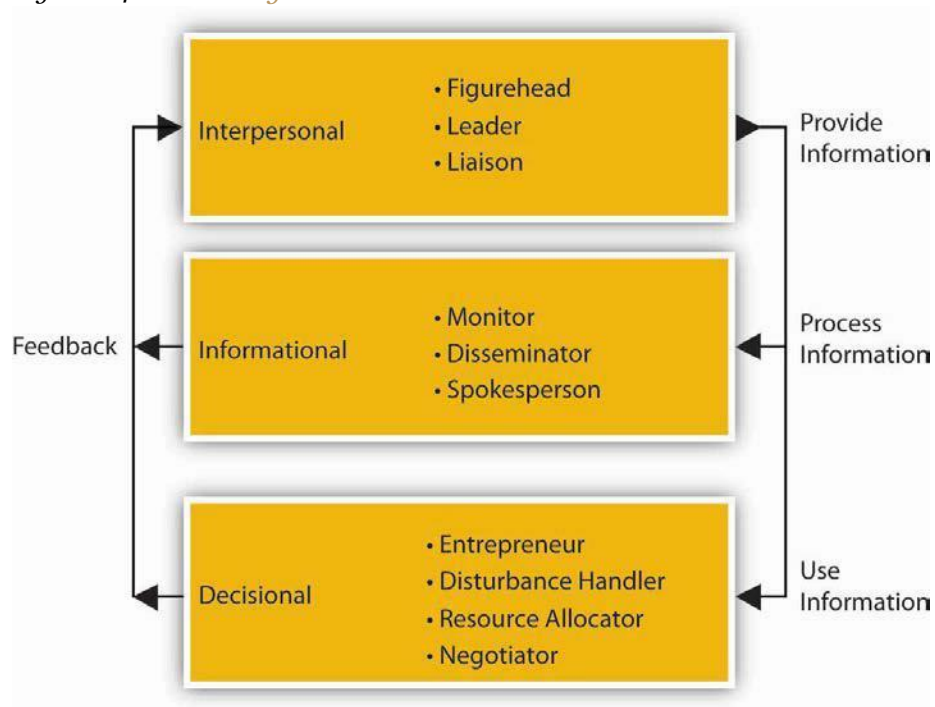 Interpersonal
• Figurehead
• Leader
• Liaison
Provide
Information
Feedback
Informational
• Monitor
• Disseminator
• Spokesperson
Process
Information
Decisional
• Entrepreneur
• Disturbance Handler
• Resource Allocator
• Negotiator
Use
Information